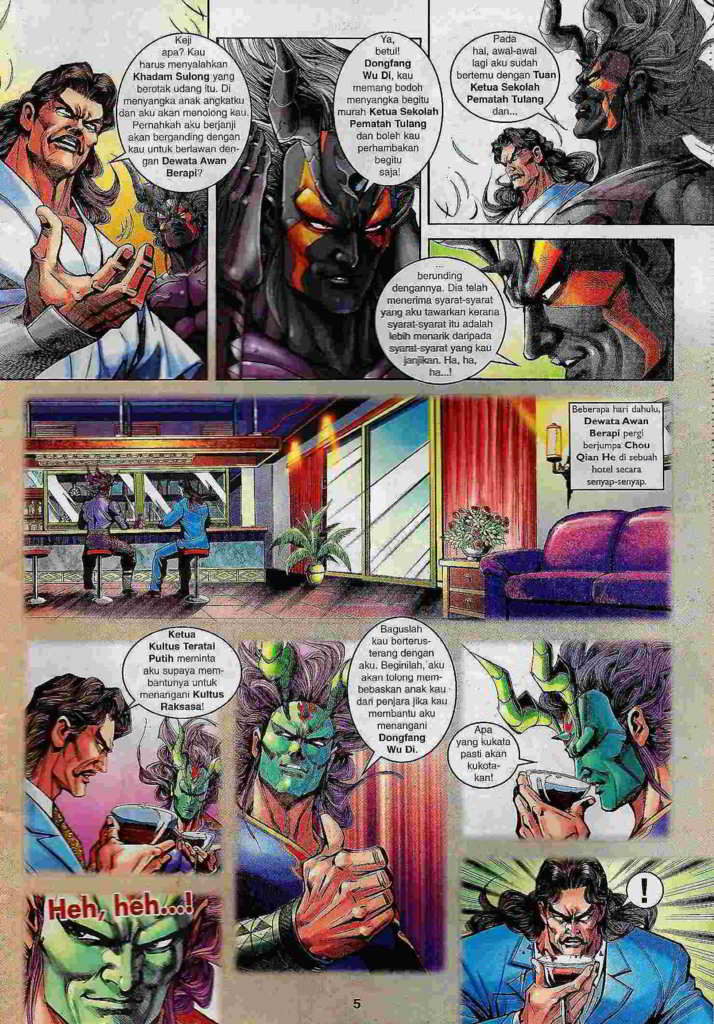 Keji
apa? Kau
harus menyalahkan
Khadam Sulong yang
berotak udang itu. Di
menyangka anak angkatku
dan aku menolong kau.
Pernahkah aku berjanji
akan berganding dengan
kau untuk berlawan den-
gan Dewata Awan
Berapi?
Ya,
betul!
Dongfang
Wu Di, kau
memang bodoh
menyangka begitu
murah Ketua Sekolah
Pematah Tulang
dan boleh kau
perhambakan
begitu
saja!
Pada
hal, awal-awal
lagi aku sudah
bertemu dengan Tuan
Ketua Sekolah
Pematah Tulang
dan...
...
berunding
dengannya. Dia telah
menerima syarat-syarat
yang aku tawarkan kerana
syarat-syarat itu adalah
lebih menarik daripada
syarat-syarat yang kau
janjikan. Ha, ha,
ha...!
Beberapa hari dahulu,
Dewata Awan
Berapi pergi
berjumpa Chou
Qian He di sebuah
hotel secara
senyap-senyap.
Ketua
Kultus Teratai
Putih meminta
aku supaya mem-
bantunya untuk
menangani Kultus
Raksasa!
Baguslah
kau berterus-
terang dengan
aku. Beginilah, aku
akan tolong mem-
bebaskan anak kau
dari penjara jika kau
membantu aku
menangani
Dongfang
Wu Di.
Apa
yang kukata
pasti akan
kukota-
kan!
Heh, heh...!
!
5